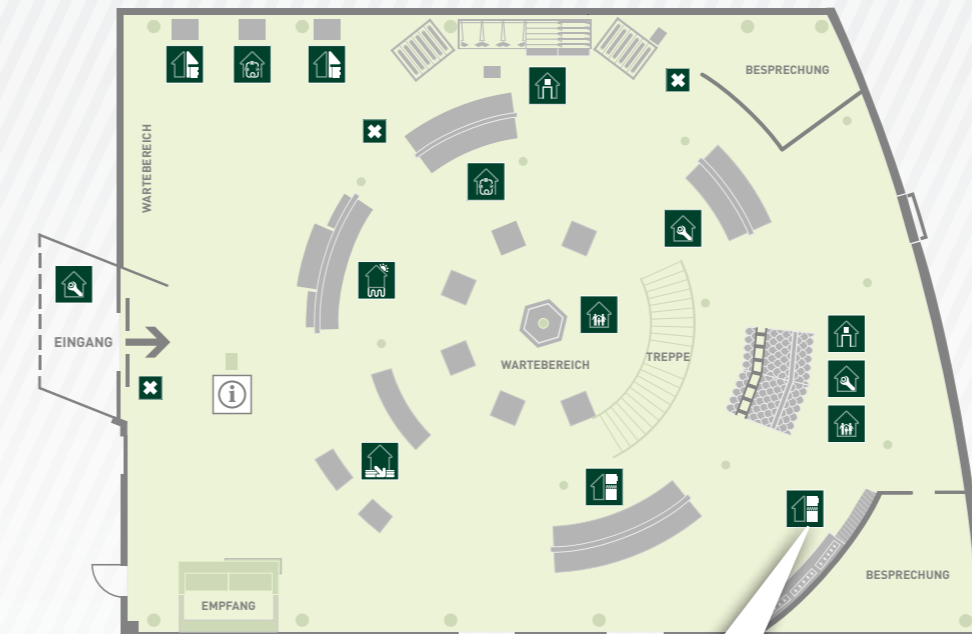 BESPRECHUNG
WARTEBEREICH
EINGANG
i
WARTEBEREICH
TREPPE
EMPFANG
BESPRECHUNG